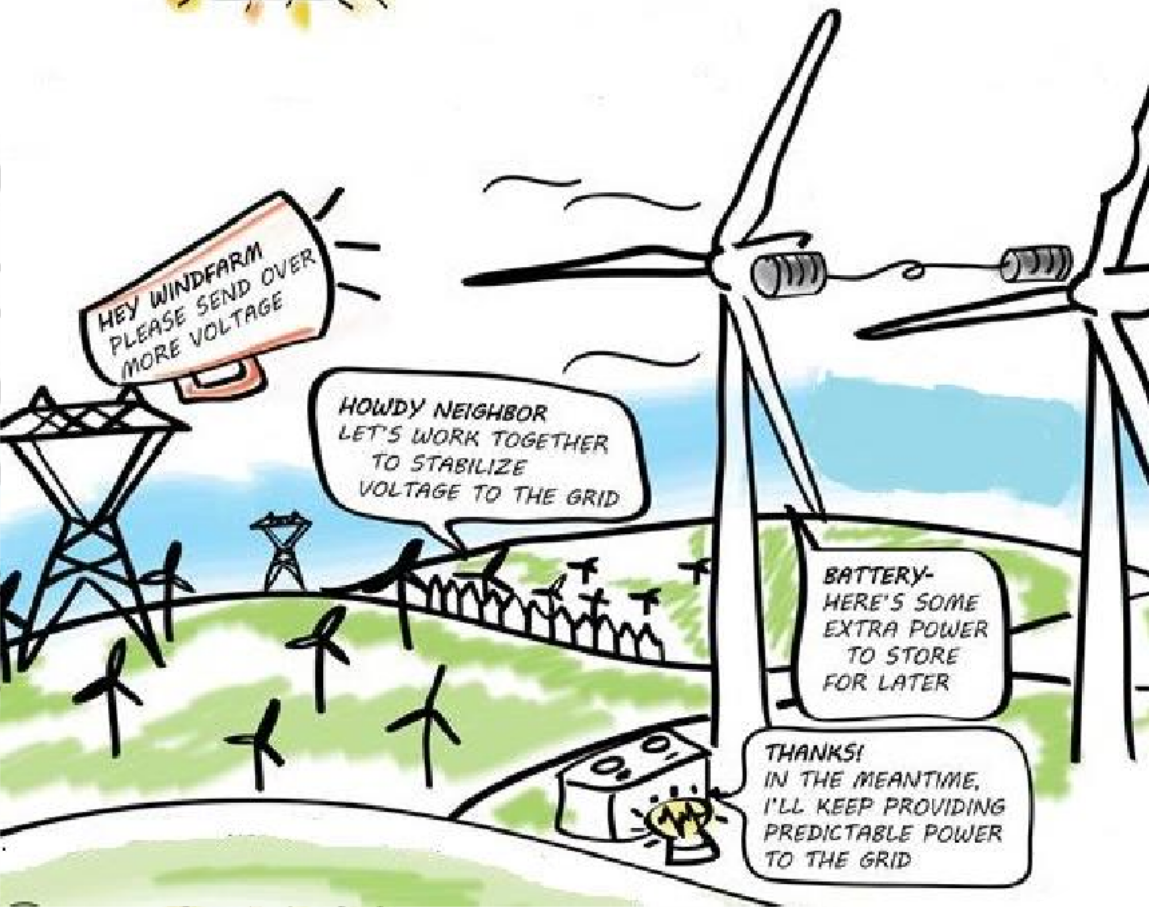 HEY WINDFARM
PLEASE SEND OVER
MORE VOLTAGE
HOWDY NEIGHBOR
LET'S WORK TOGETHER
TO STABILIZE
VOLTAGE TO THE GRID
BATTERY-
HERE'S SOME
EXTRA POWER
TO STORE
FOR LATER
THANKS!
IN THE MEANTIME,
I'LL KEEP PROVIDING
PREDICTABLE POWER
TO THE GRID